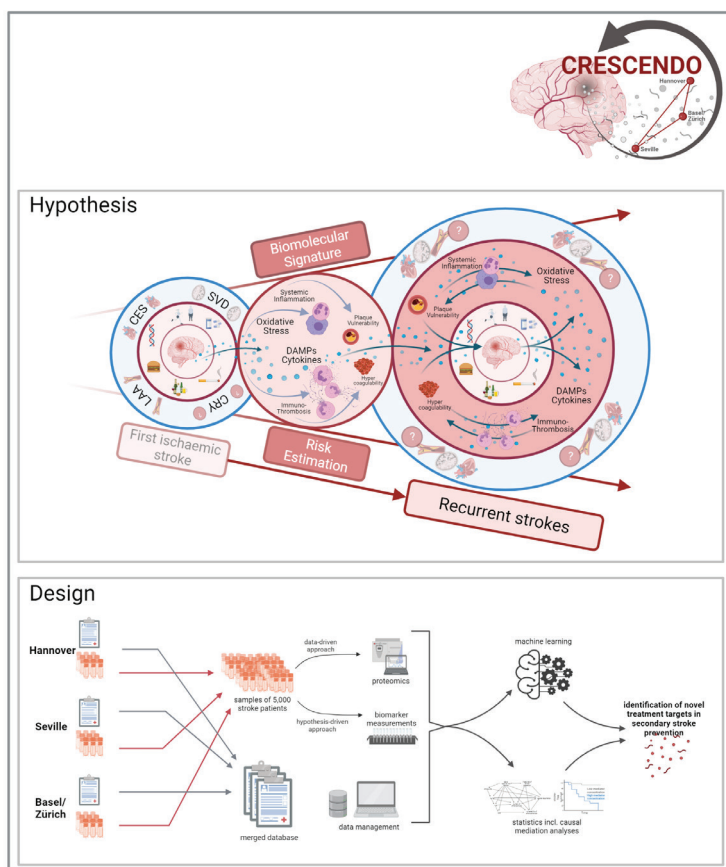 CRESCENDO
Hannover
Basel/
Zürich
Seville
Hypothesis
Biomolecular
Signature
CES
SVD
LAA
CRY
Systemic
Inflammation
Oxidative
Stress
Plaque
Vulnerability
DAMPs
Cytokines
Hyper
coagulability
Immuno-
Thrombosis
Systemic
Inflammation
Oxidative
Stress
Plaque
Vulnerability
Hyper
coagulability
DAMPs
Cytokines
Immuno-
Thrombosis
?
?
?
?
First ischaemic
stroke
Risk
Estimation
Recurrent strokes
Design
Hannover
Seville
Basel/
Zürich
samples of 5,000
stroke patients
merged database
data-driven
approach
hypothesis-driven
approach
proteomics
biomarker
measurements
data management
machine learning
statistics incl. causal
mediation analyses
identification of novel
treatment targets in
secondary stroke
prevention